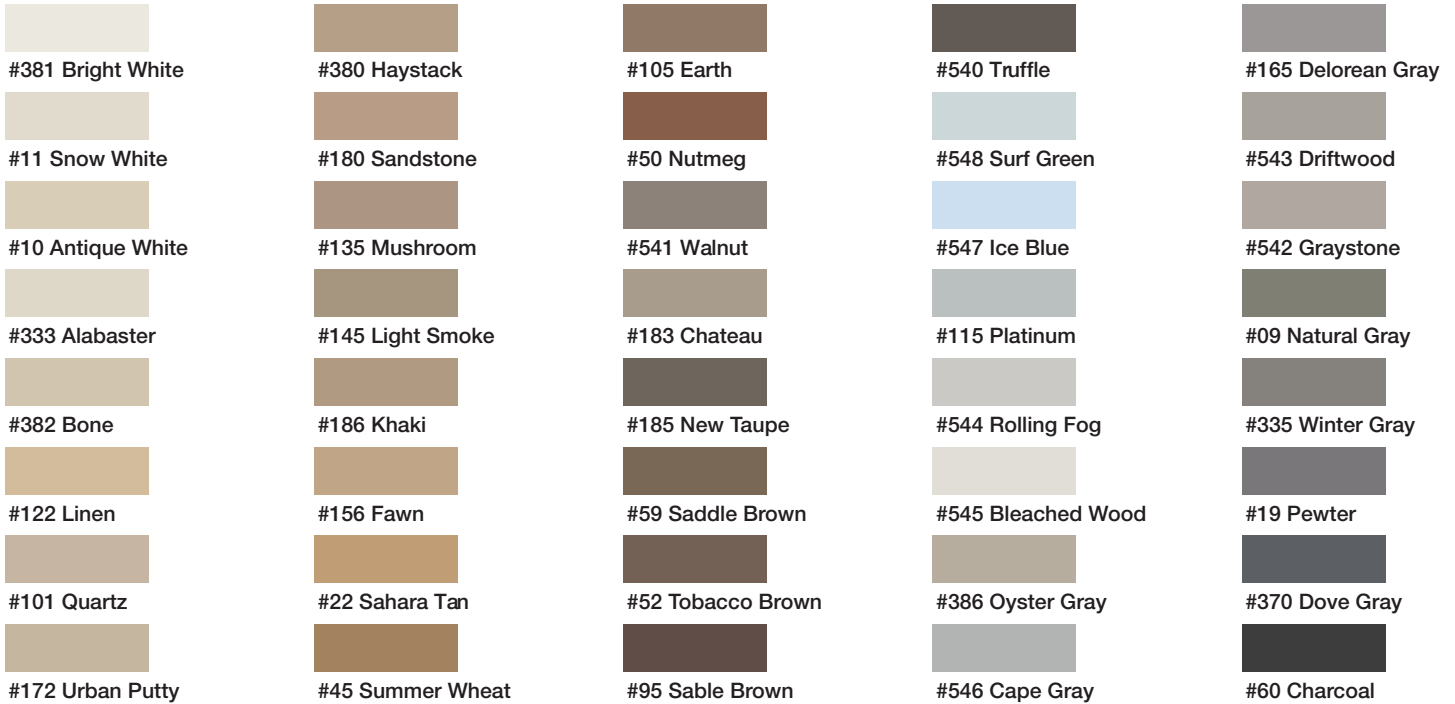 #381 Bright White
#11 Snow White
#10 Antique White
#333 Alabaster
#382 Bone
#122 Linen
#101 Quartz
#172 Urban Putty
#380 Haystack
#180 Sandstone
#135 Mushroom
#145 Light Smoke
#186 Khaki
#156 Fawn
#22 Sahara Tan
#45 Summer Wheat
#105 Earth
#50 Nutmeg
#541 Walnut
#183 Chateau
#185 New Taupe
#59 Saddle Brown
#52 Tobacco Brown
#95 Sable Brown
#540 Truffle
#548 Surf Green
#547 Ice Blue
#115 Platinum
#544 Rolling Fog
#545 Bleached Wood
#386 Oyster Gray
#546 Cape Gray
#165 Delorean Gray
#543 Driftwood
#542 Graystone
#09 Natural Gray
#335 Winter Gray
#19 Pewter
#370 Dove Gray
#60 Charcoal